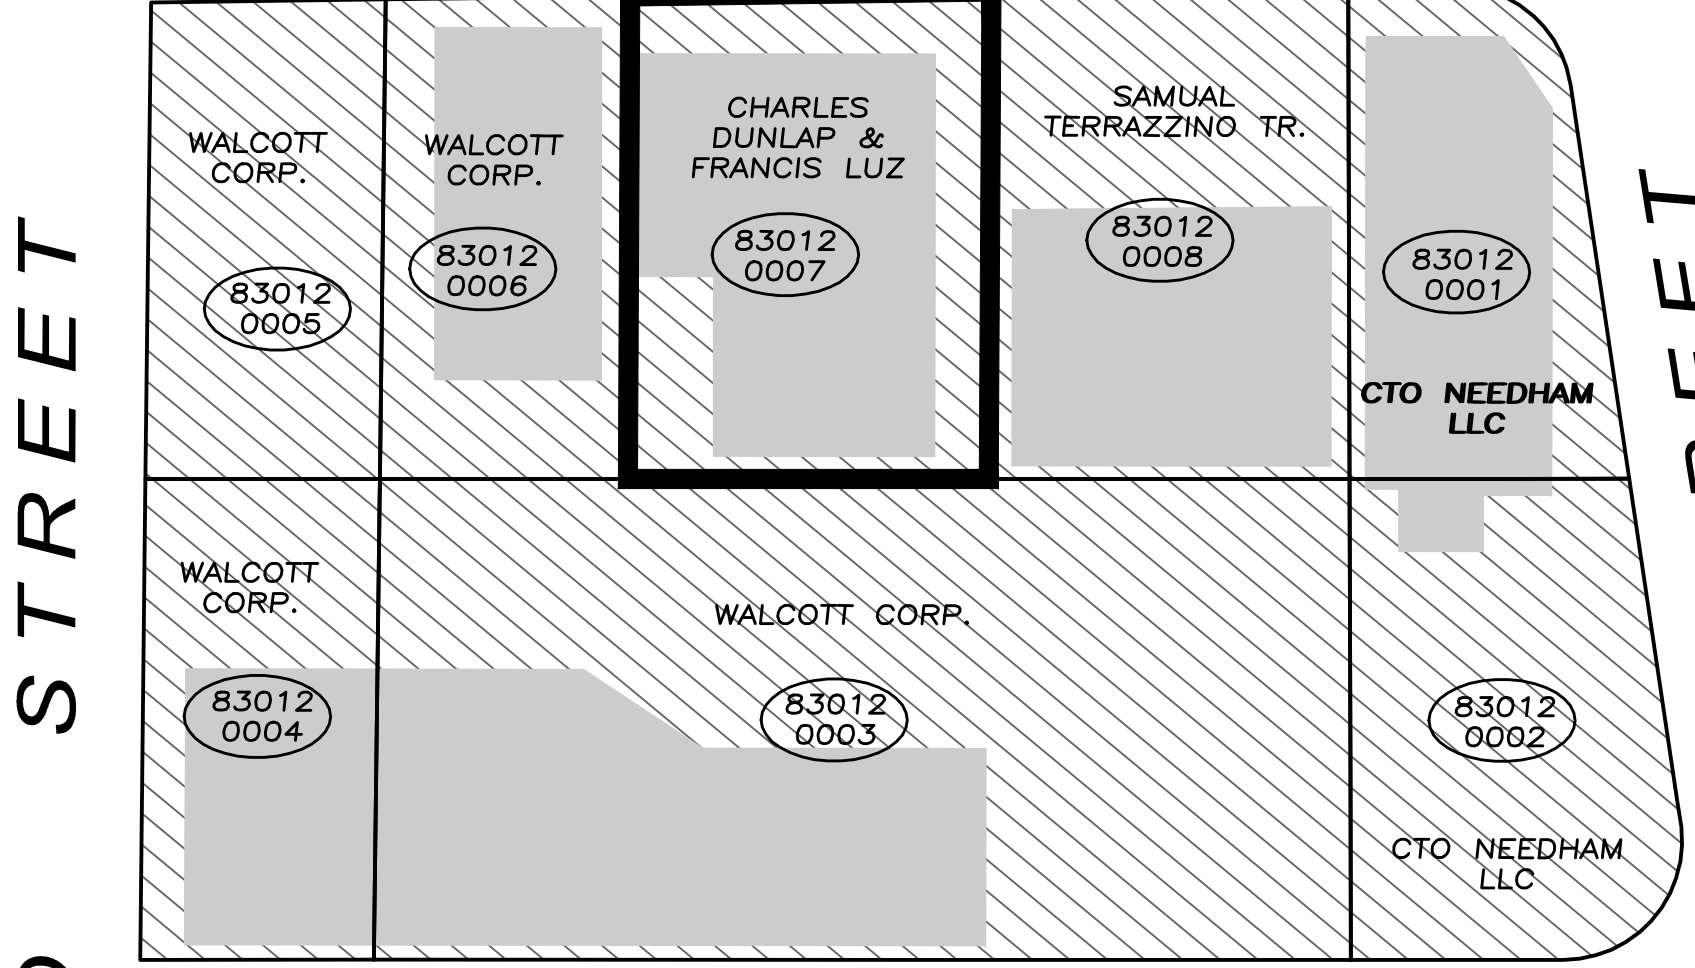 STREET
WALCOTT
CORP.
83012
0005
WALCOTT
CORP.
83012
0006
CHARLES
DUNLAP &
FRANCIS LUZ
83012
0007
SAMUAL
TERRAZZINO TR.
83012
0008
83012
0001
CTO NEEDHAM
LLC
WALCOTT
CORP.
83012
0004
WALCOTT CORP.
83012
0003
83012
0002
CTO NEEDHAM
LLC